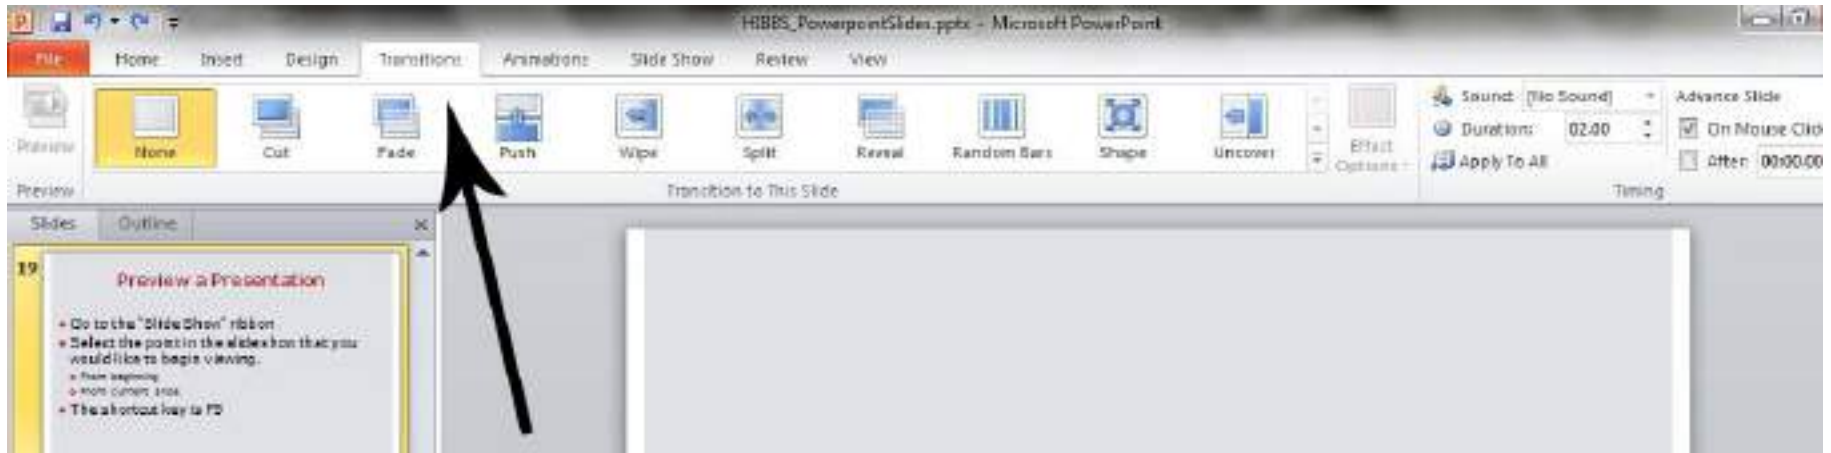 HIBBS_PowerpointSlides.pptx - Microsoft PowerPoint
File Home Insert Design Transitions Animations Slide Show Review View
Preview None Cut Fade Push Wipe Split Reveal Random Bars Shape Uncover Effect Options
Sound: [No Sound] Advance Slide
Duration: 02.00 On Mouse Click
Apply To All After: 00:00.00
Preview Transition to This Slide Timing
Slides Outline
19
Preview a Presentation
Go to the "Slide Show" ribbon
Select the point in the slideshow that you
would like to begin viewing.
From beginning
From current slide
The shortcut key is F5